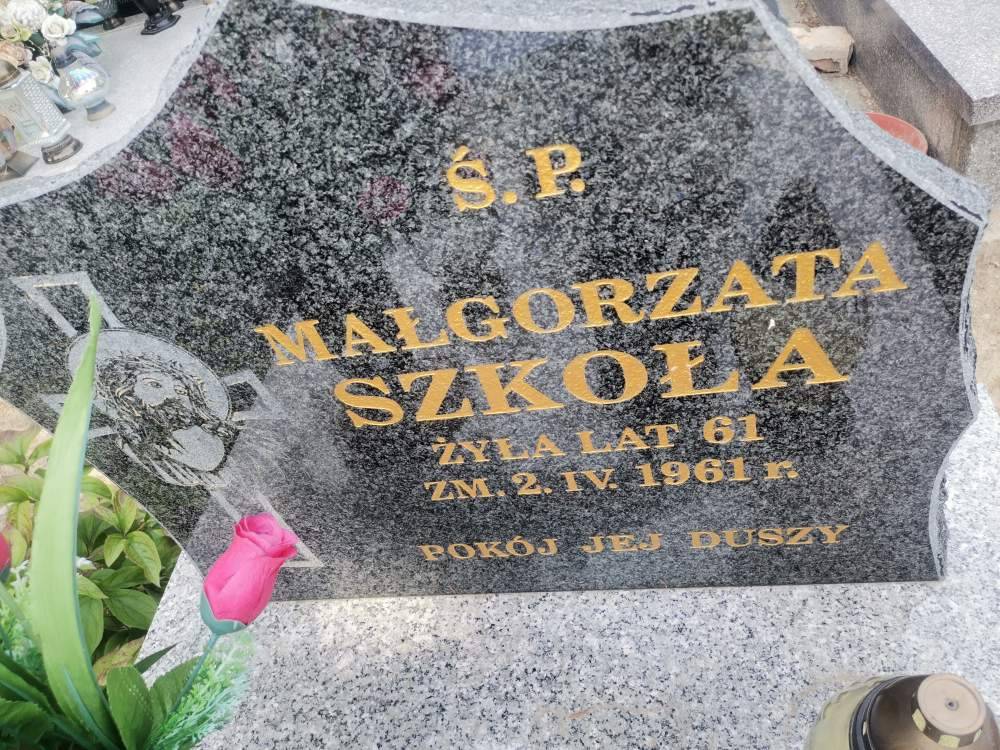 Ś. P.
MAŁGORZATA
SZKOŁA
ŻYŁA LAT 61
ZM. 2. IV. 1961 r.
POKÓJ JEJ DUSZY